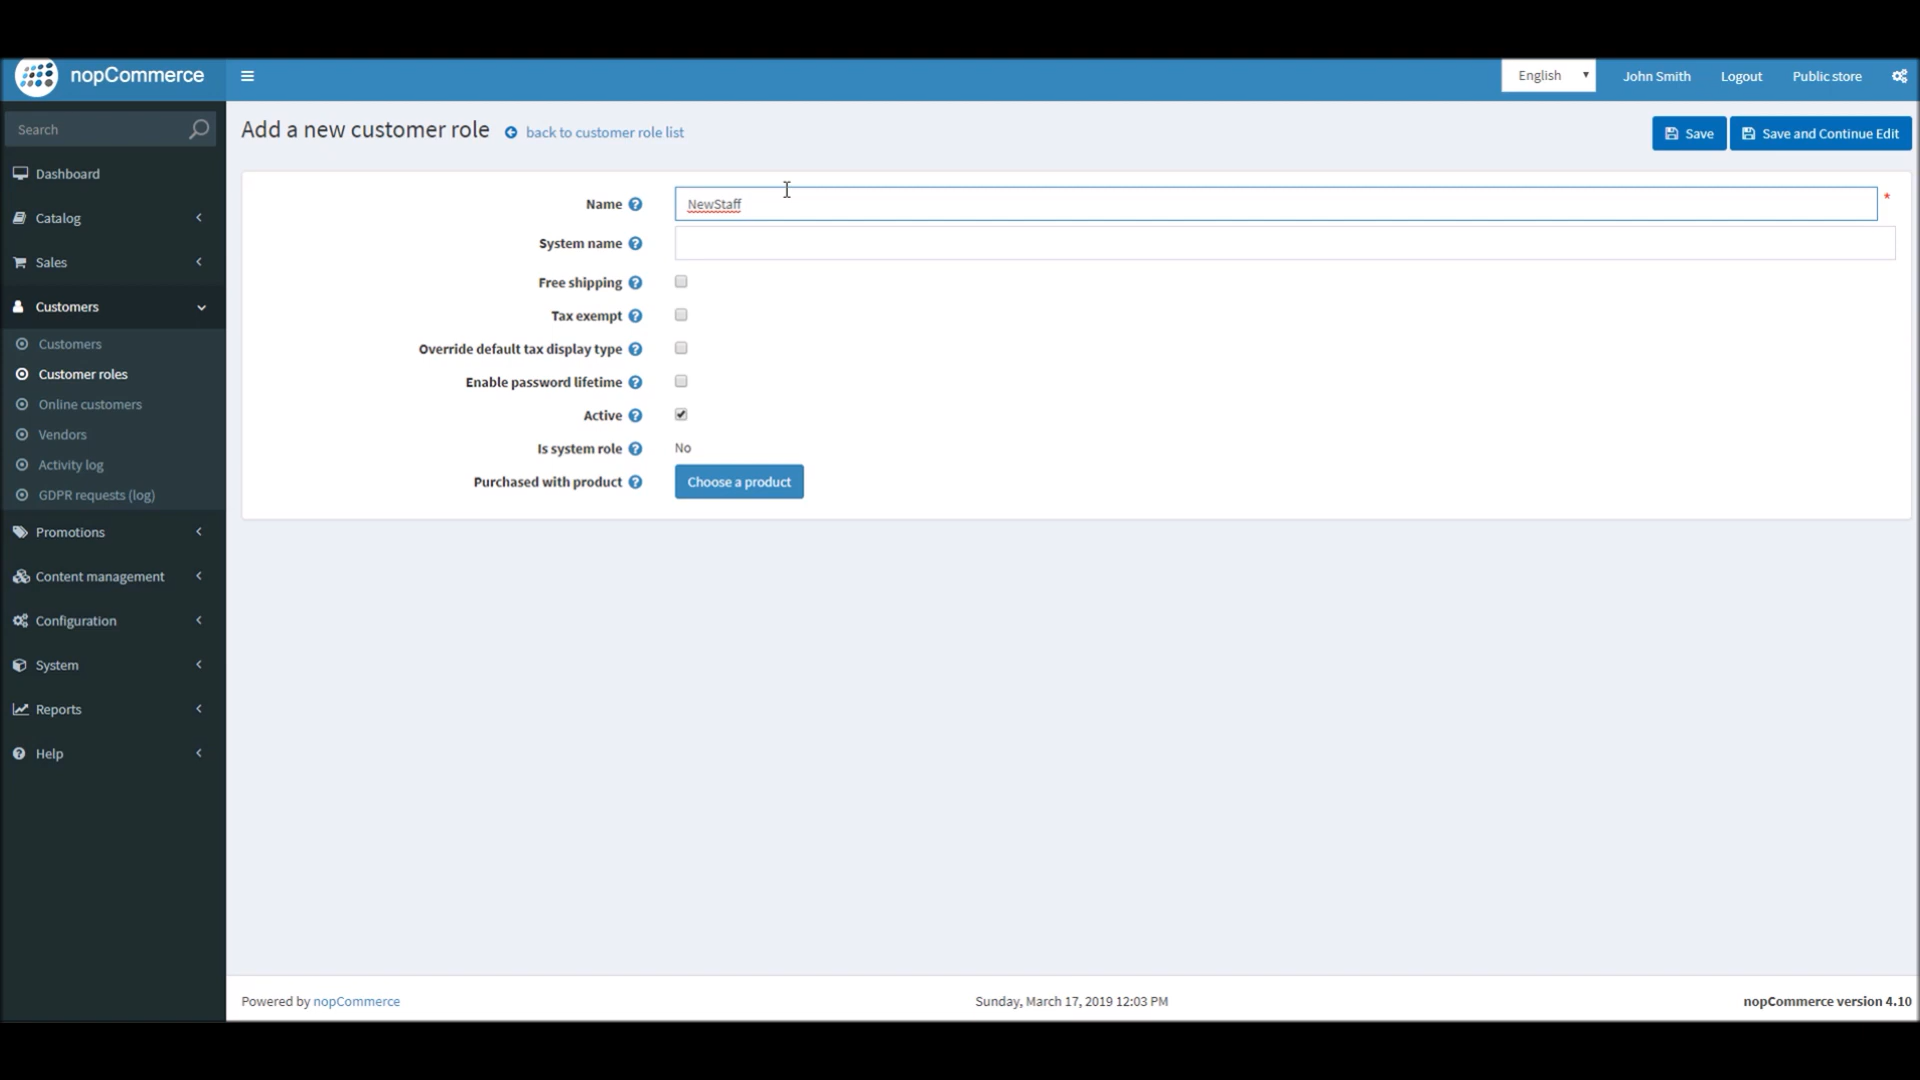 nopCommerce
English
John Smith
Logout
Public store
Search
Add a new customer role
back to customer role list
Save
Save and Continue Edit
Dashboard
Catalog
Sales
Customers
Customers
Customer roles
Online customers
Vendors
Activity log
GDPR requests (log)
Promotions
Content management
Configuration
System
Reports
Help
Name
NewStaff
*
System name
Free shipping
Tax exempt
Override default tax display type
Enable password lifetime
Active
Is system role
No
Purchased with product
Choose a product
Powered by nopCommerce
Sunday, March 17, 2019 12:03 PM
nopCommerce version 4.10